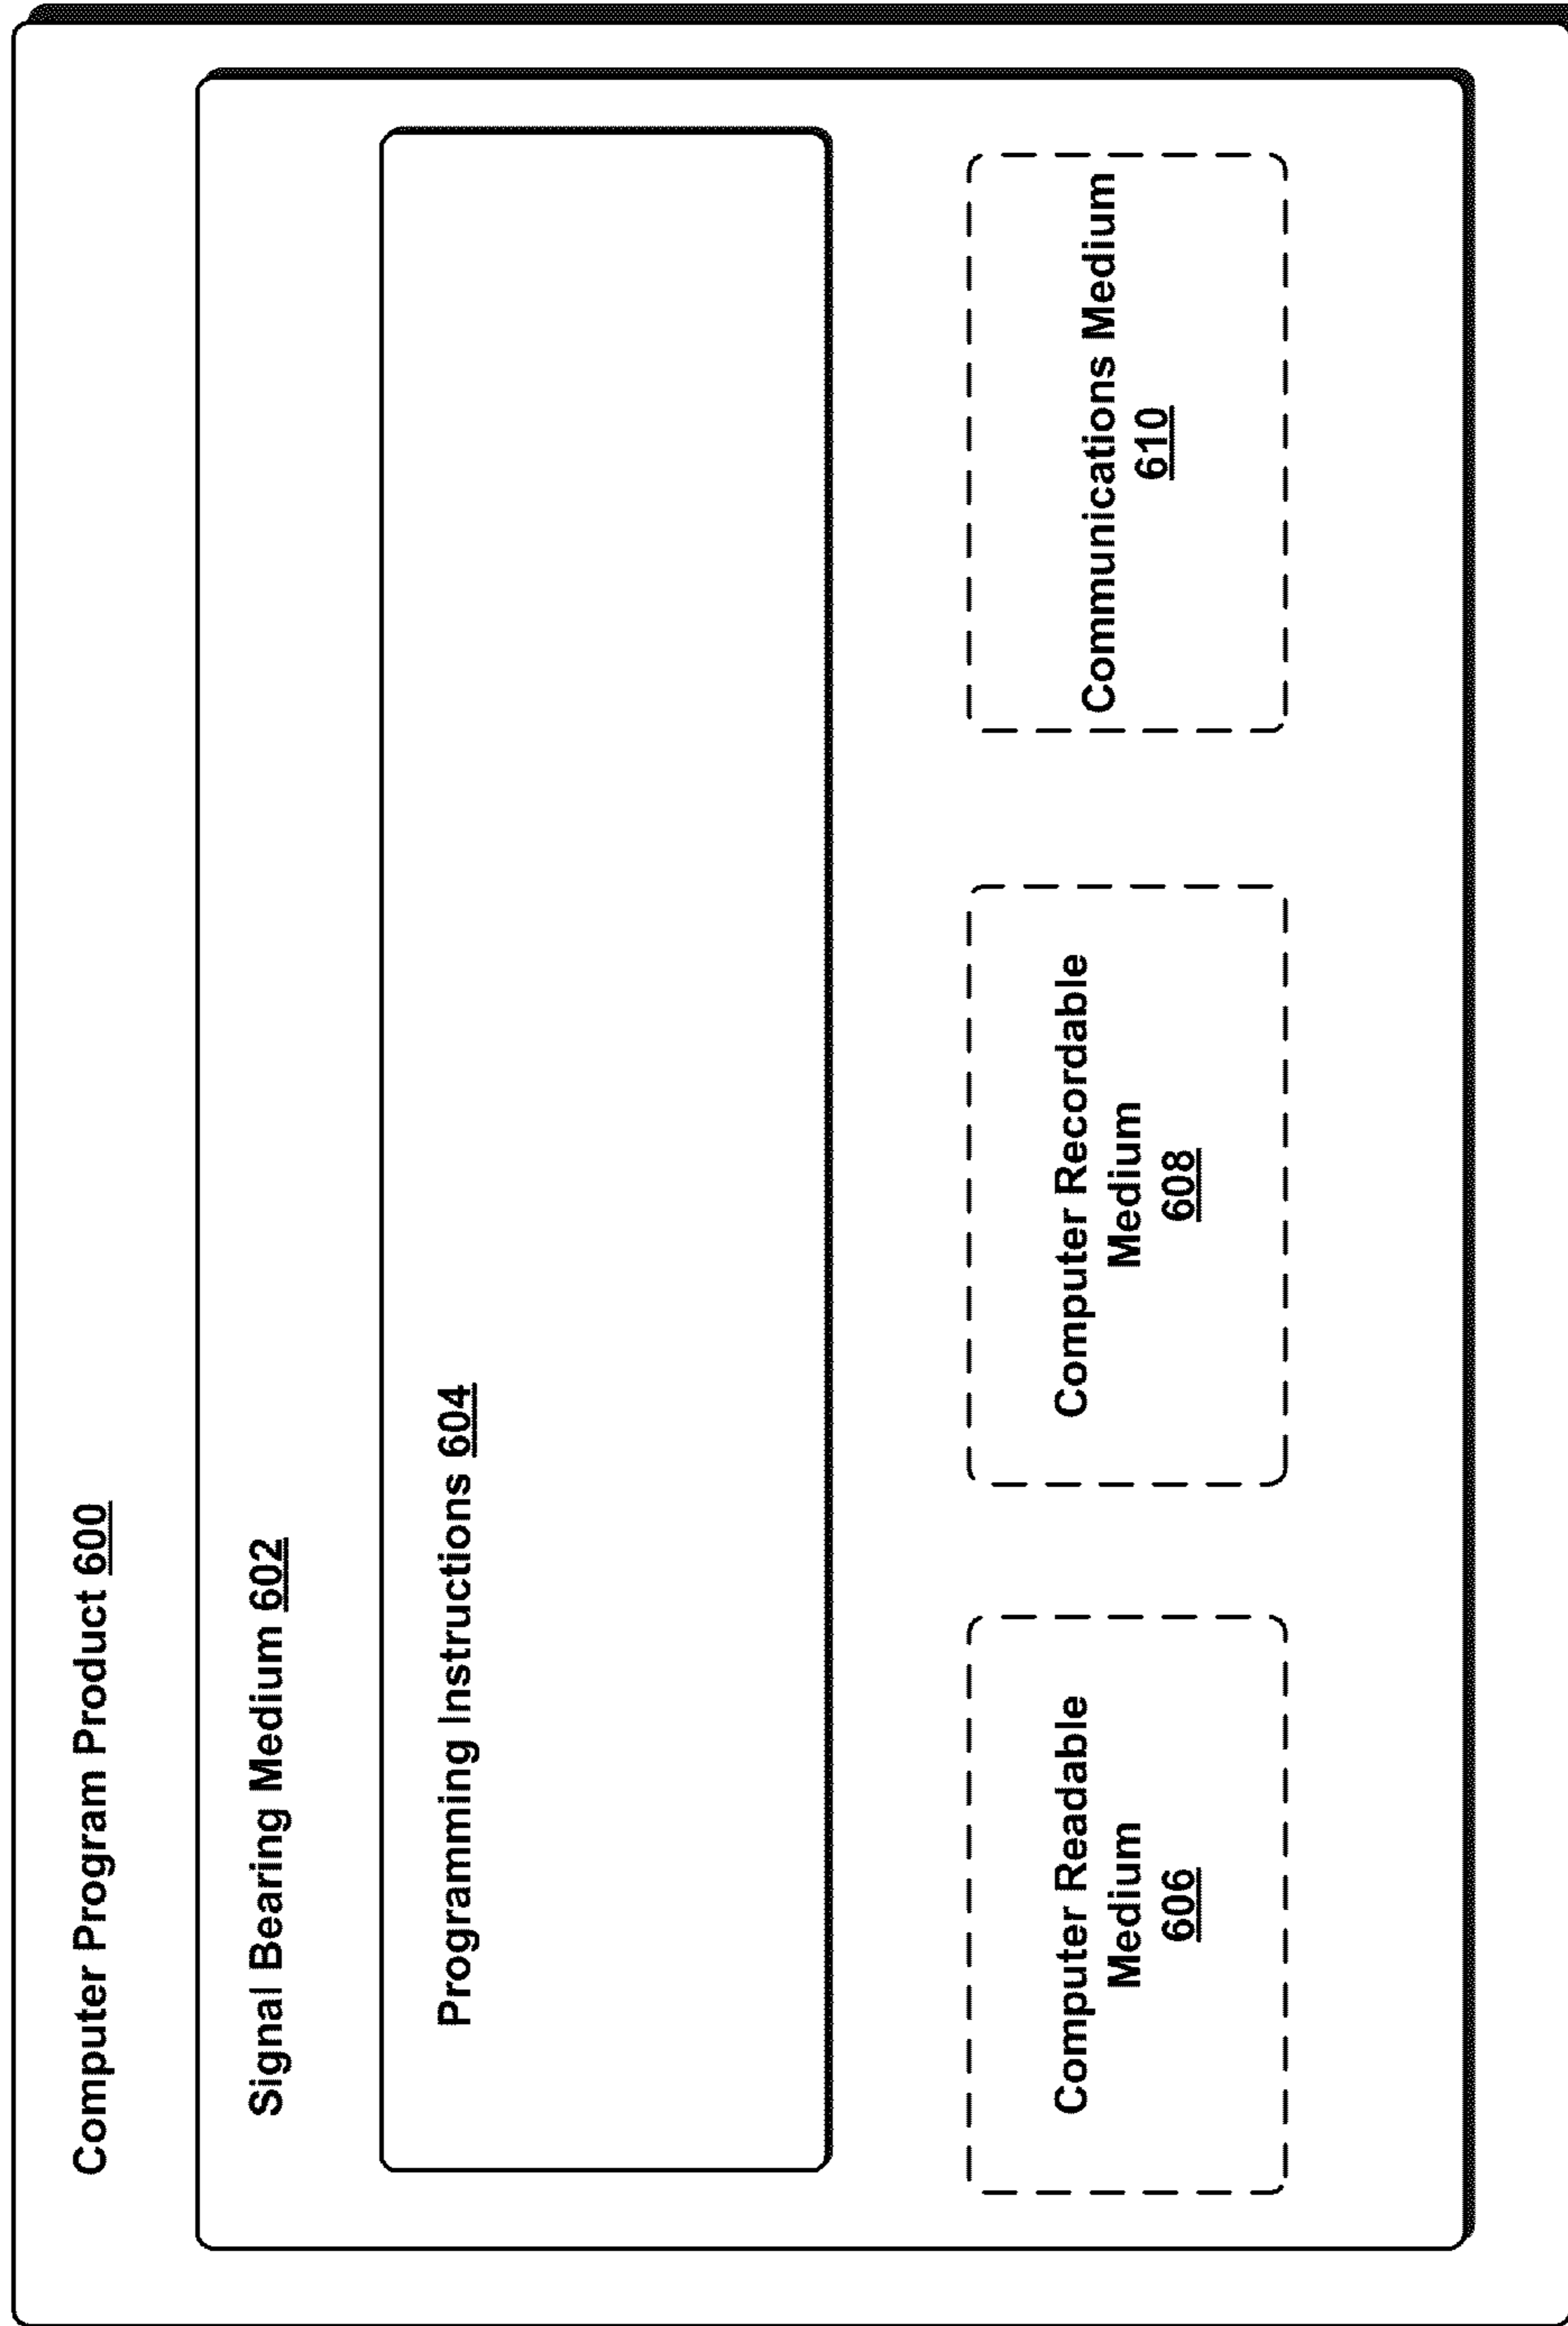 Computer Program Product 600
Signal Bearing Medium 602
Programming Instructions 604
Computer Readable
Medium
606
Computer Recordable
Medium
608
Communications Medium
610